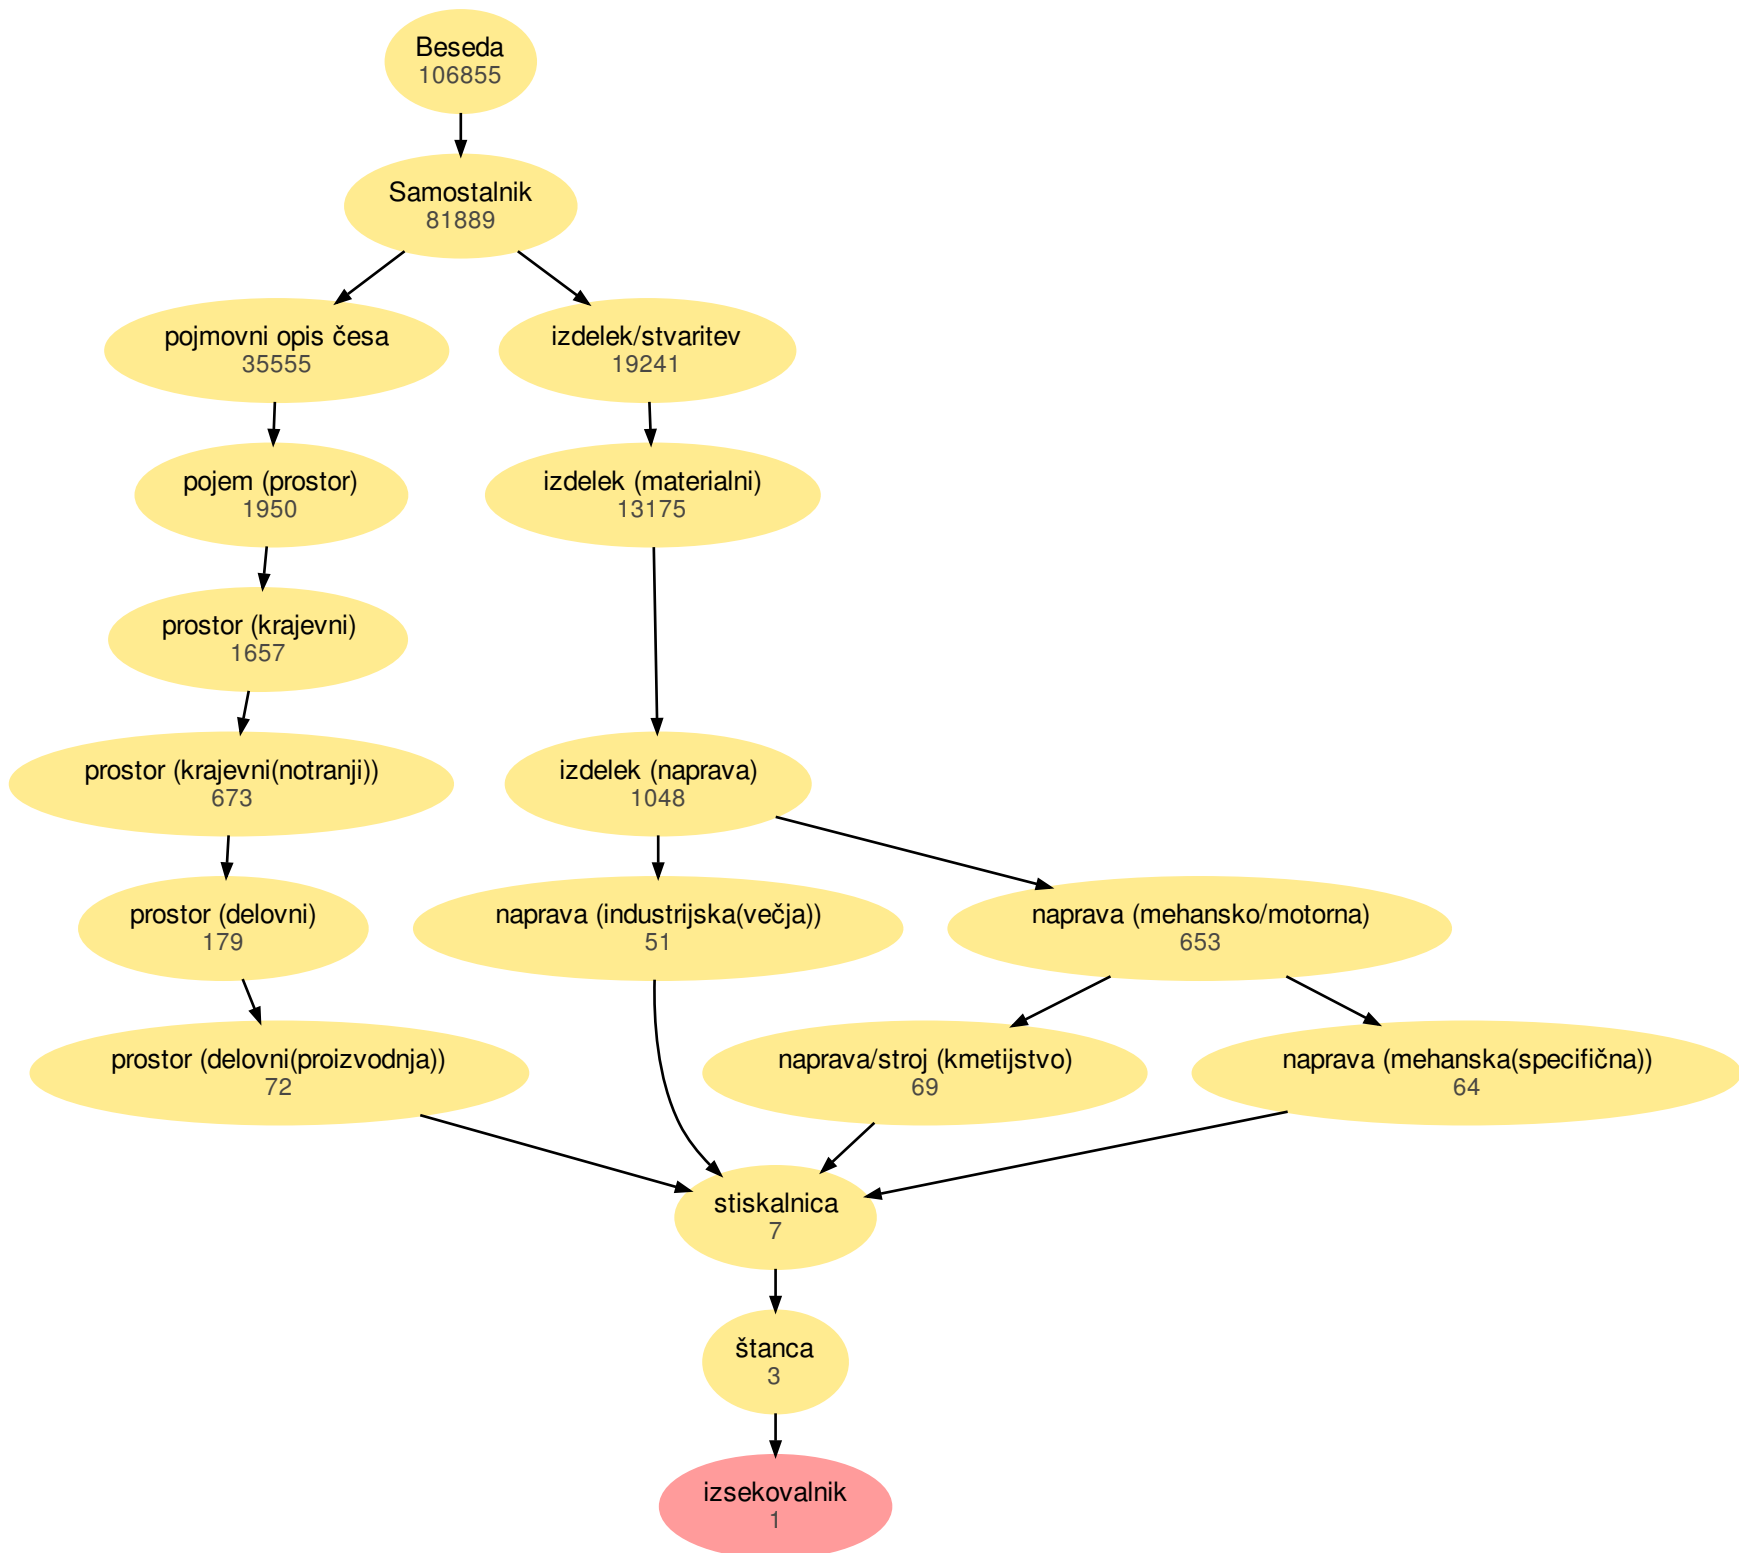 Beseda
106855
Samostalnik
81889
pojmovni opis česa
35555
izdelek/stvaritev
19241
pojem (prostor)
1950
izdelek (materialni)
13175
prostor (krajevni)
1657
prostor (krajevni(notranji))
673
izdelek (naprava)
1048
prostor (delovni)
179
naprava (industrijska(večja))
51
naprava (mehansko/motorna)
653
prostor (delovni(proizvodnja))
72
naprava/stroj (kmetijstvo)
69
naprava (mehanska(specifična))
64
stiskalnica
7
štanca
3
izsekovalnik
1